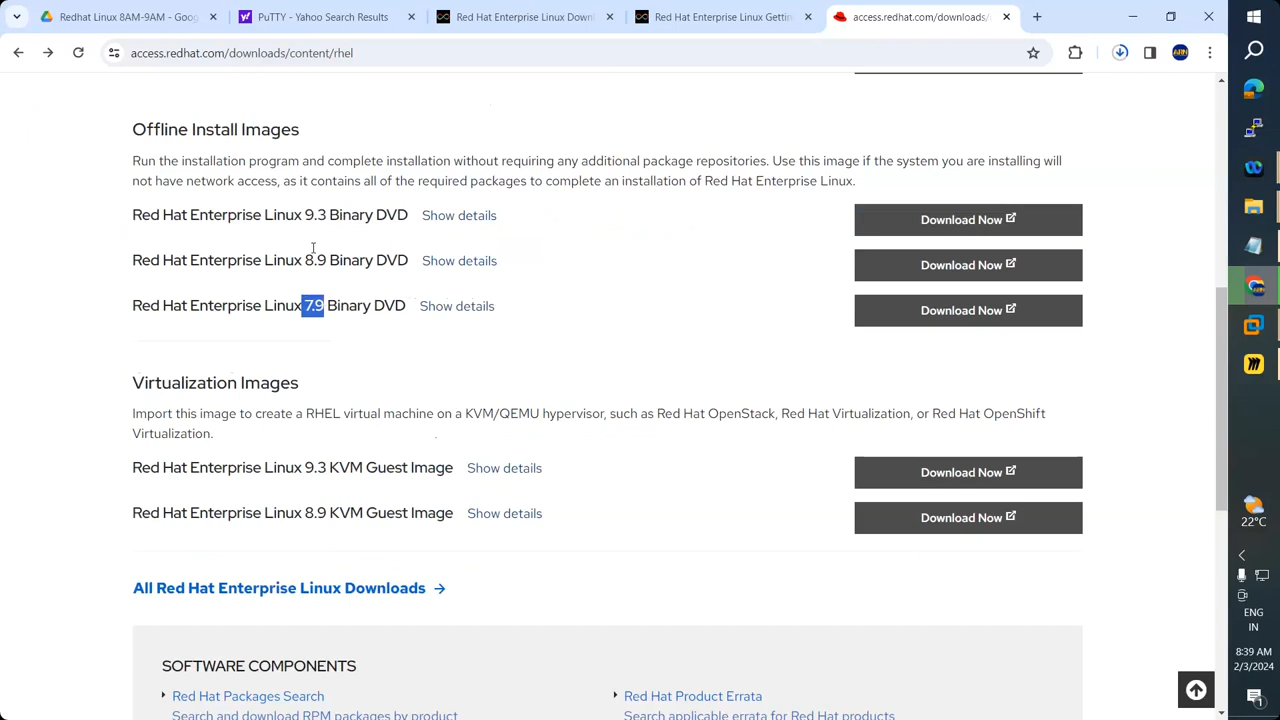 Redhat Linux 8AM-9AM - Goog
PuTTY - Yahoo Search Results
Red Hat Enterprise Linux Down
Red Hat Enterprise Linux Gettin
access.redhat.com/downloads/
access.redhat.com/downloads/content/rhel
Offline Install Images
Run the installation program and complete installation without requiring any additional package repositories. Use this image if the system you are installing will
not have network access, as it contains all of the required packages to complete an installation of Red Hat Enterprise Linux.
Red Hat Enterprise Linux 9.3 Binary DVD Show details Download Now
Red Hat Enterprise Linux 8.9 Binary DVD Show details Download Now
Red Hat Enterprise Linux 7.9 Binary DVD Show details Download Now
Virtualization Images
Import this image to create a RHEL virtual machine on a KVM/QEMU hypervisor, such as Red Hat OpenStack, Red Hat Virtualization, or Red Hat OpenShift
Virtualization.
Red Hat Enterprise Linux 9.3 KVM Guest Image Show details Download Now
Red Hat Enterprise Linux 8.9 KVM Guest Image Show details Download Now
All Red Hat Enterprise Linux Downloads
SOFTWARE COMPONENTS
Red Hat Packages Search
Search and download RPM packages by product
Red Hat Product Errata
Search applicable errata for Red Hat products
22°C
ENG
IN
8:39 AM
2/3/2024